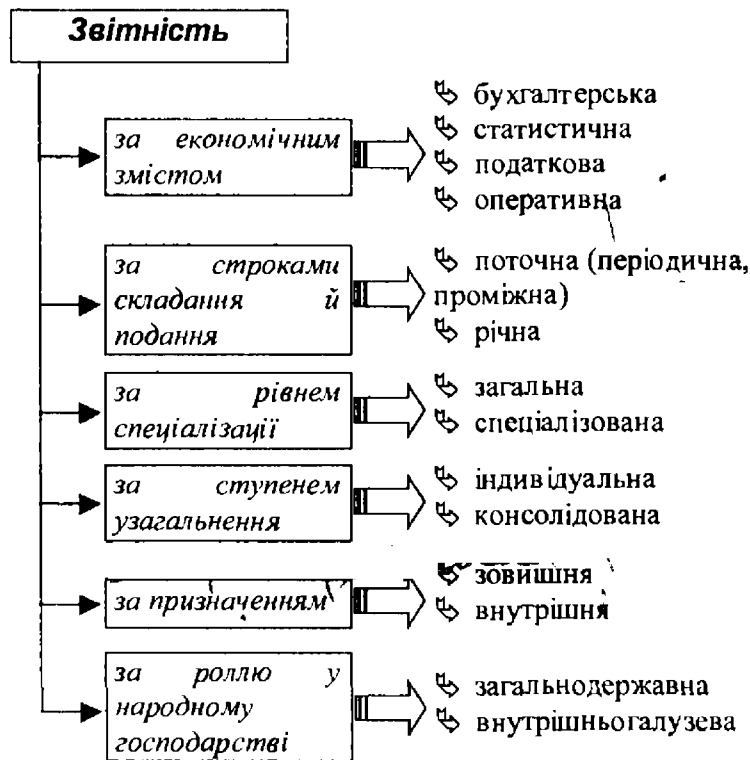 Звітність
за економічним
змістом
бухгалтерська
статистична
податкова
оперативна
за строками
складання й
подання
поточна (періодична,
проміжна)
річна
за рівнем
спеціалізації
загальна
спеціалізована
за ступенем
узагальнення
індивідуальна
консолідована
за призначенням
зовнішня
внутрішня
за роллю у
народному
господарстві
загальнодержавна
внутрішньогалузева